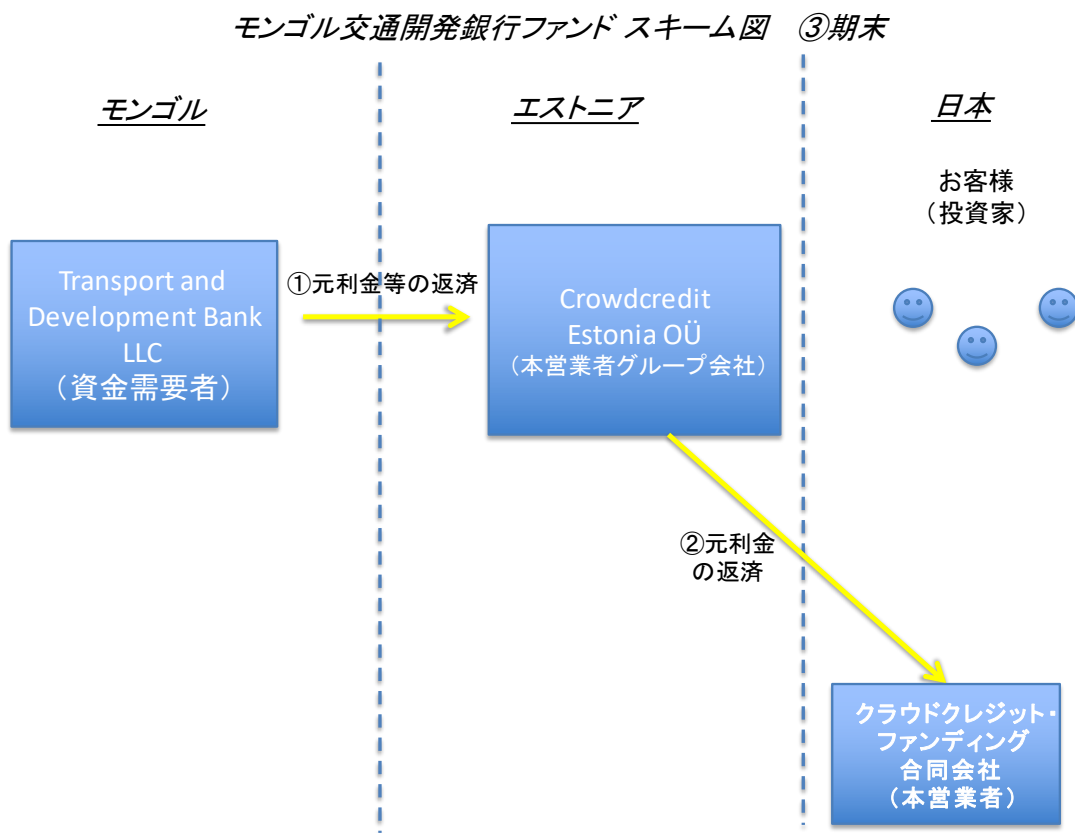 モンゴル交通開発銀行ファンド スキーム図　③期末
モンゴル
エストニア
日本
お客様
（投資家）
Transport and
Development Bank
LLC
（資金需要者）
①元利金等の返済
Crowdcredit
Estonia OÜ
（本営業者グループ会社）
②元利金
の返済
クラウドクレジット・
ファンディング
合同会社
（本営業者）